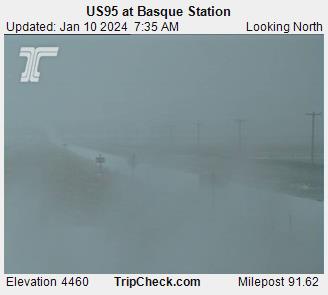 US95 at Basque Station
Updated: Jan 10 2024 7:35 AM Looking North
Elevation 4460 TripCheck.com Milepost 91.62